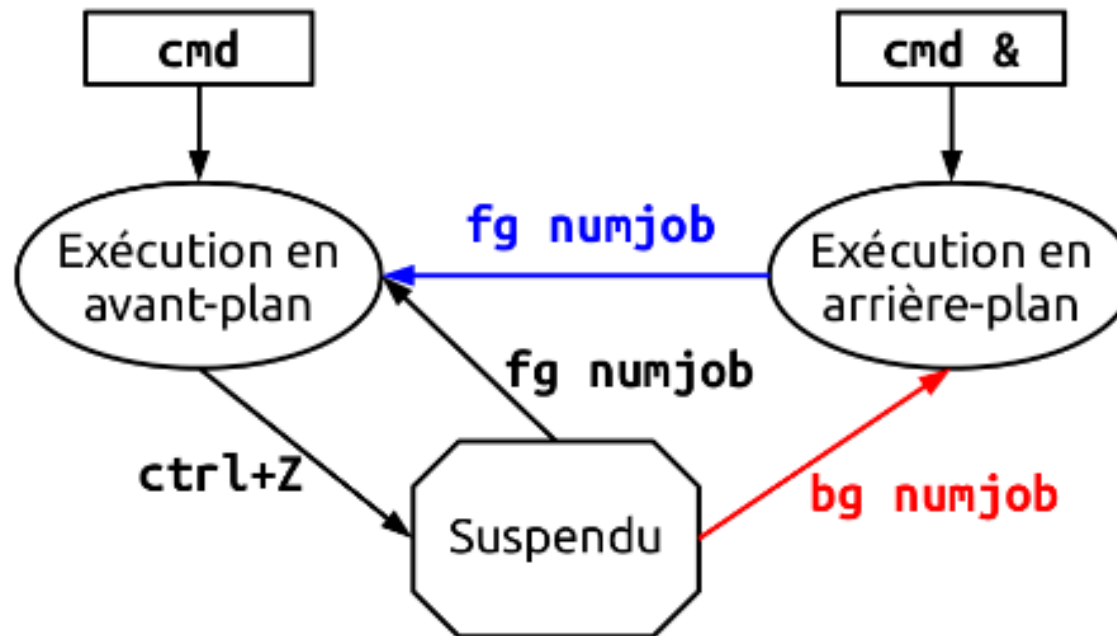 cmd
cmd &
fg numjob
Exécution en
avant-plan
Exécution en
arrière-plan
fg numjob
ctrl+Z
bg numjob
Suspendu